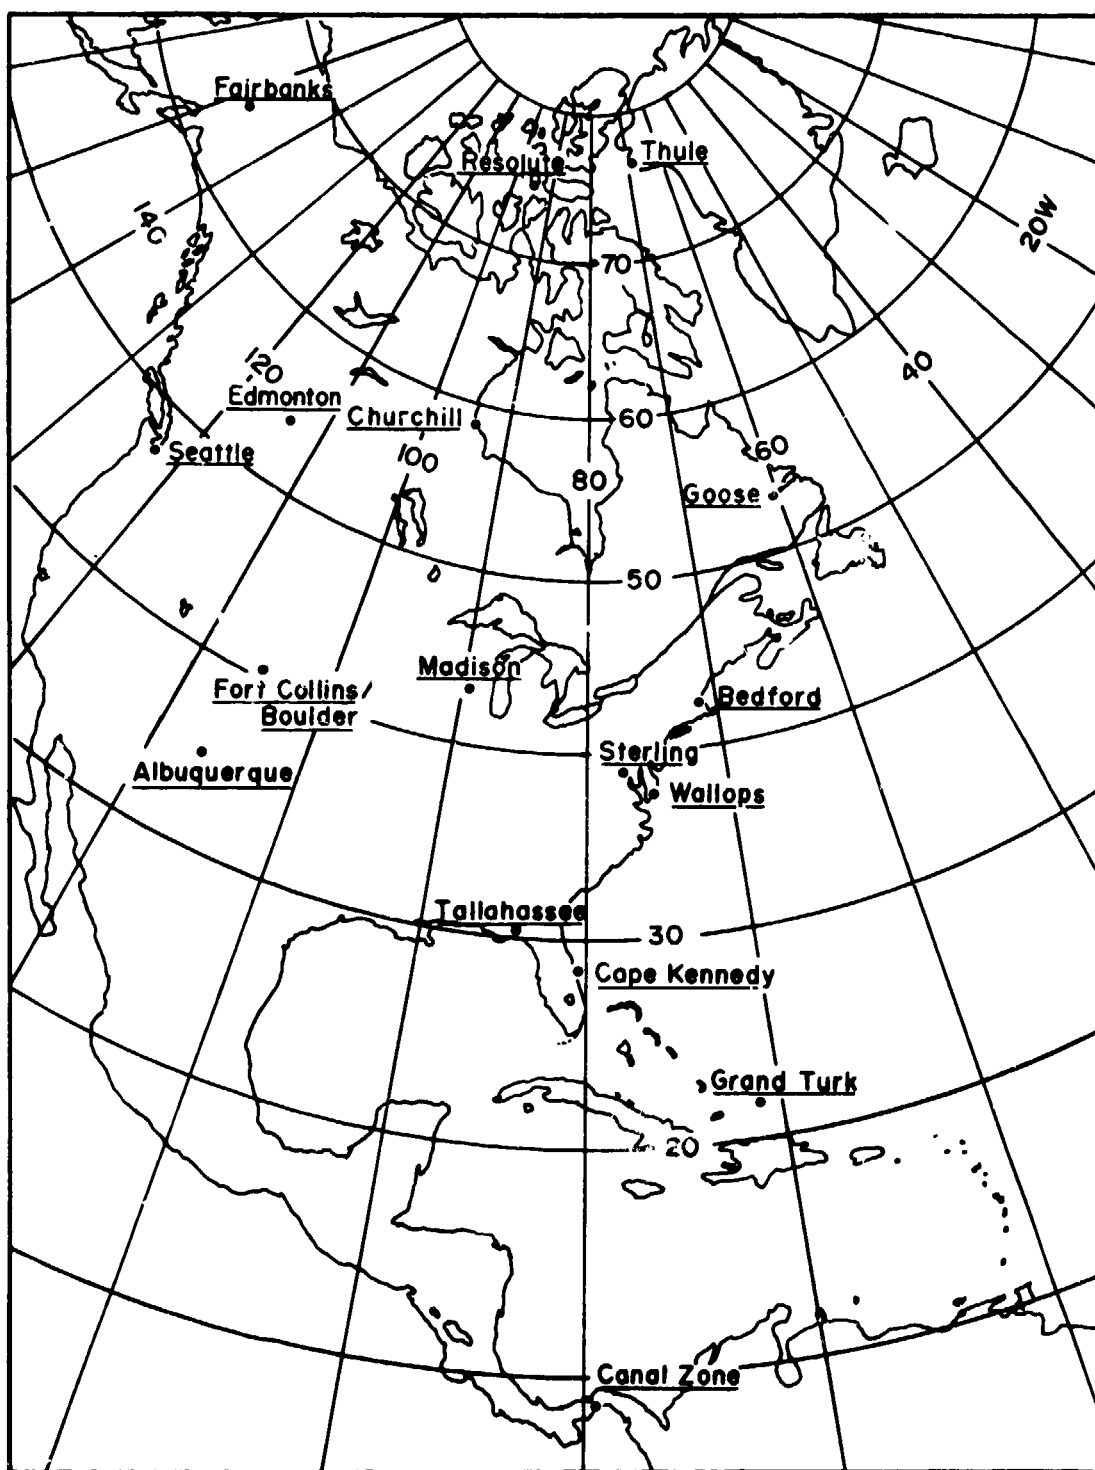 Fairbanks
Resolute
Thule
140
20W
70
120
40
Edmonton
Churchill
60
Seattle
100
60
80
Goose
50
Madison
Fort Collins/
Boulder
Bedford
Sterling
Albuquerque
Wallops
Tallahassee
30
Cape Kennedy
Grand Turk
20
Canal Zone